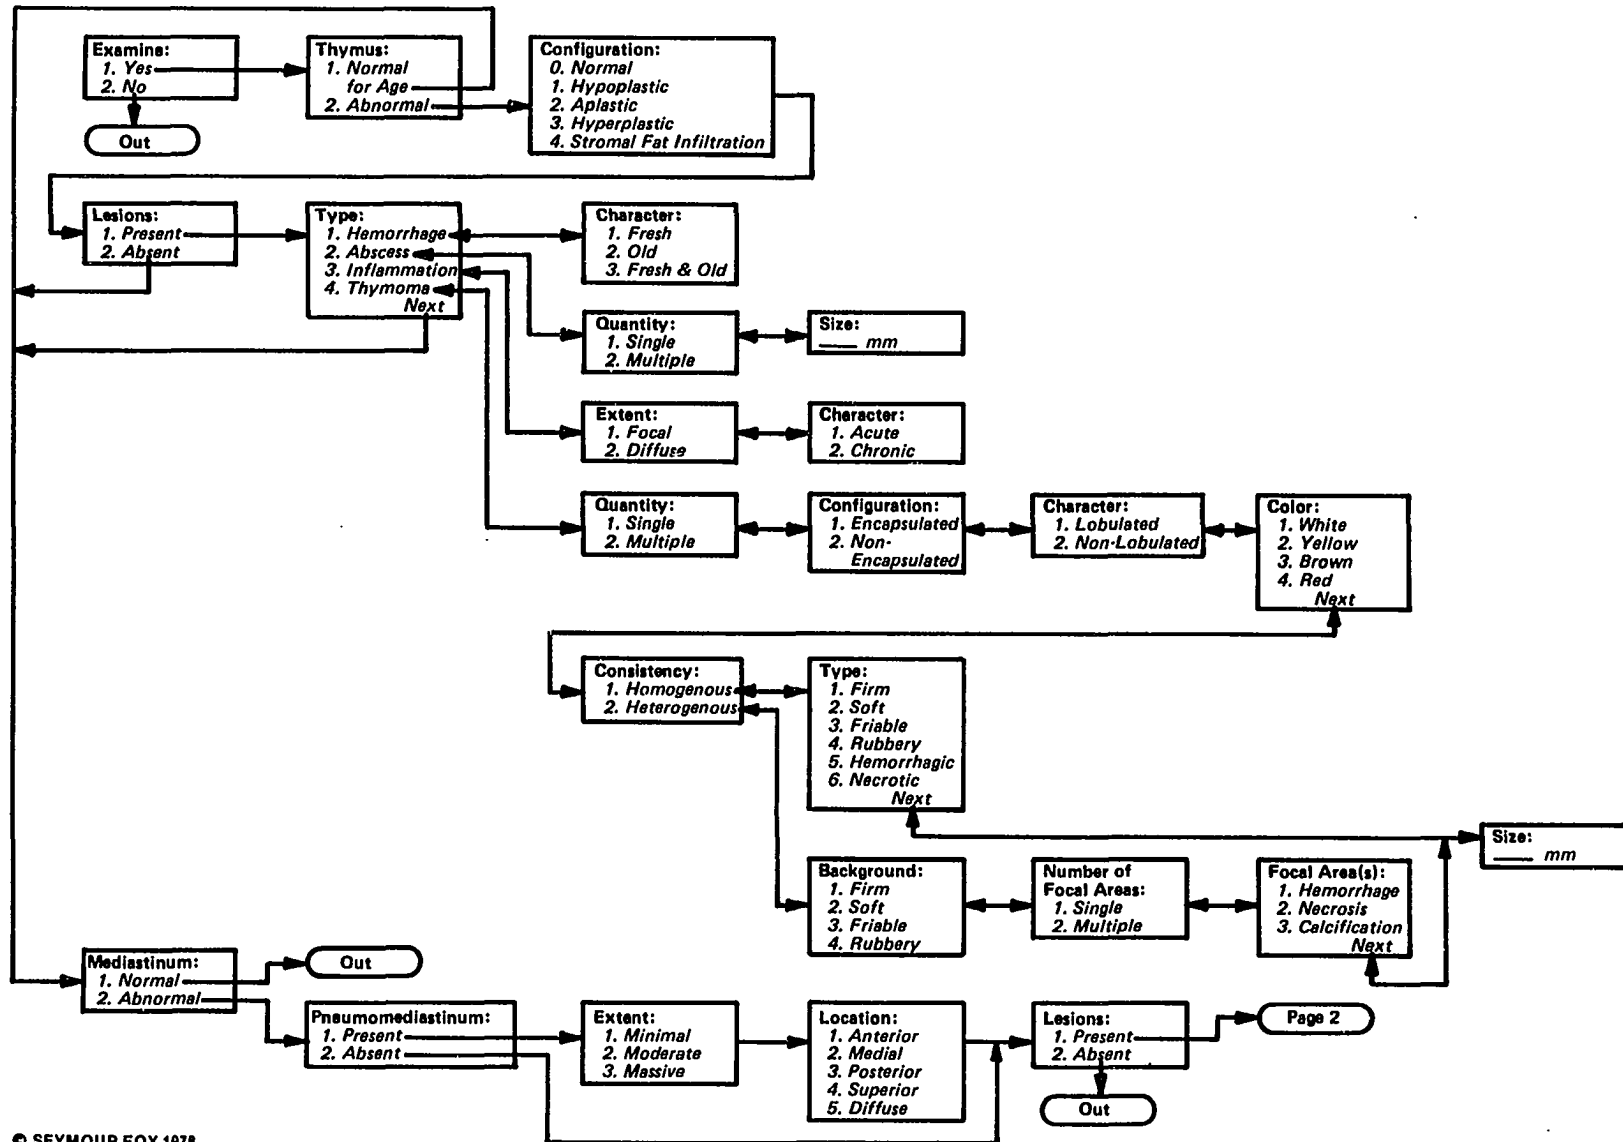 Examine:
1. Yes
2. No
Out
Thymus:
1. Normal
for Age
2. Abnormal
Configuration:
0. Normal
1. Hypoplastic
2. Aplastic
3. Hyperplastic
4. Stromal Fat Infiltration
Lesions:
1. Present
2. Absent
Type:
1. Hemorrhage
2. Abscess
3. Inflammation
4. Thymoma
Next
Character:
1. Fresh
2. Old
3. Fresh & Old
Quantity:
1. Single
2. Multiple
Size:
____ mm
Extent:
1. Focal
2. Diffuse
Character:
1. Acute
2. Chronic
Quantity:
1. Single
2. Multiple
Configuration:
1. Encapsulated
2. Non-
Encapsulated
Character:
1. Lobulated
2. Non-Lobulated
Color:
1. White
2. Yellow
3. Brown
4. Red
Next
Consistency:
1. Homogenous
2. Heterogenous
Type:
1. Firm
2. Soft
3. Friable
4. Rubbery
5. Hemorrhagic
6. Necrotic
Next
Size:
____ mm
Background:
1. Firm
2. Soft
3. Friable
4. Rubbery
Number of
Focal Areas:
1. Single
2. Multiple
Focal Area(s):
1. Hemorrhage
2. Necrosis
3. Calcification
Next
Mediastinum:
1. Normal
2. Abnormal
Out
Pneumomediastinum:
1. Present
2. Absent
Extent:
1. Minimal
2. Moderate
3. Massive
Location:
1. Anterior
2. Medial
3. Posterior
4. Superior
5. Diffuse
Lesions:
1. Present
2. Absent
Page 2
Out
© SEYMOUR FOX 1978